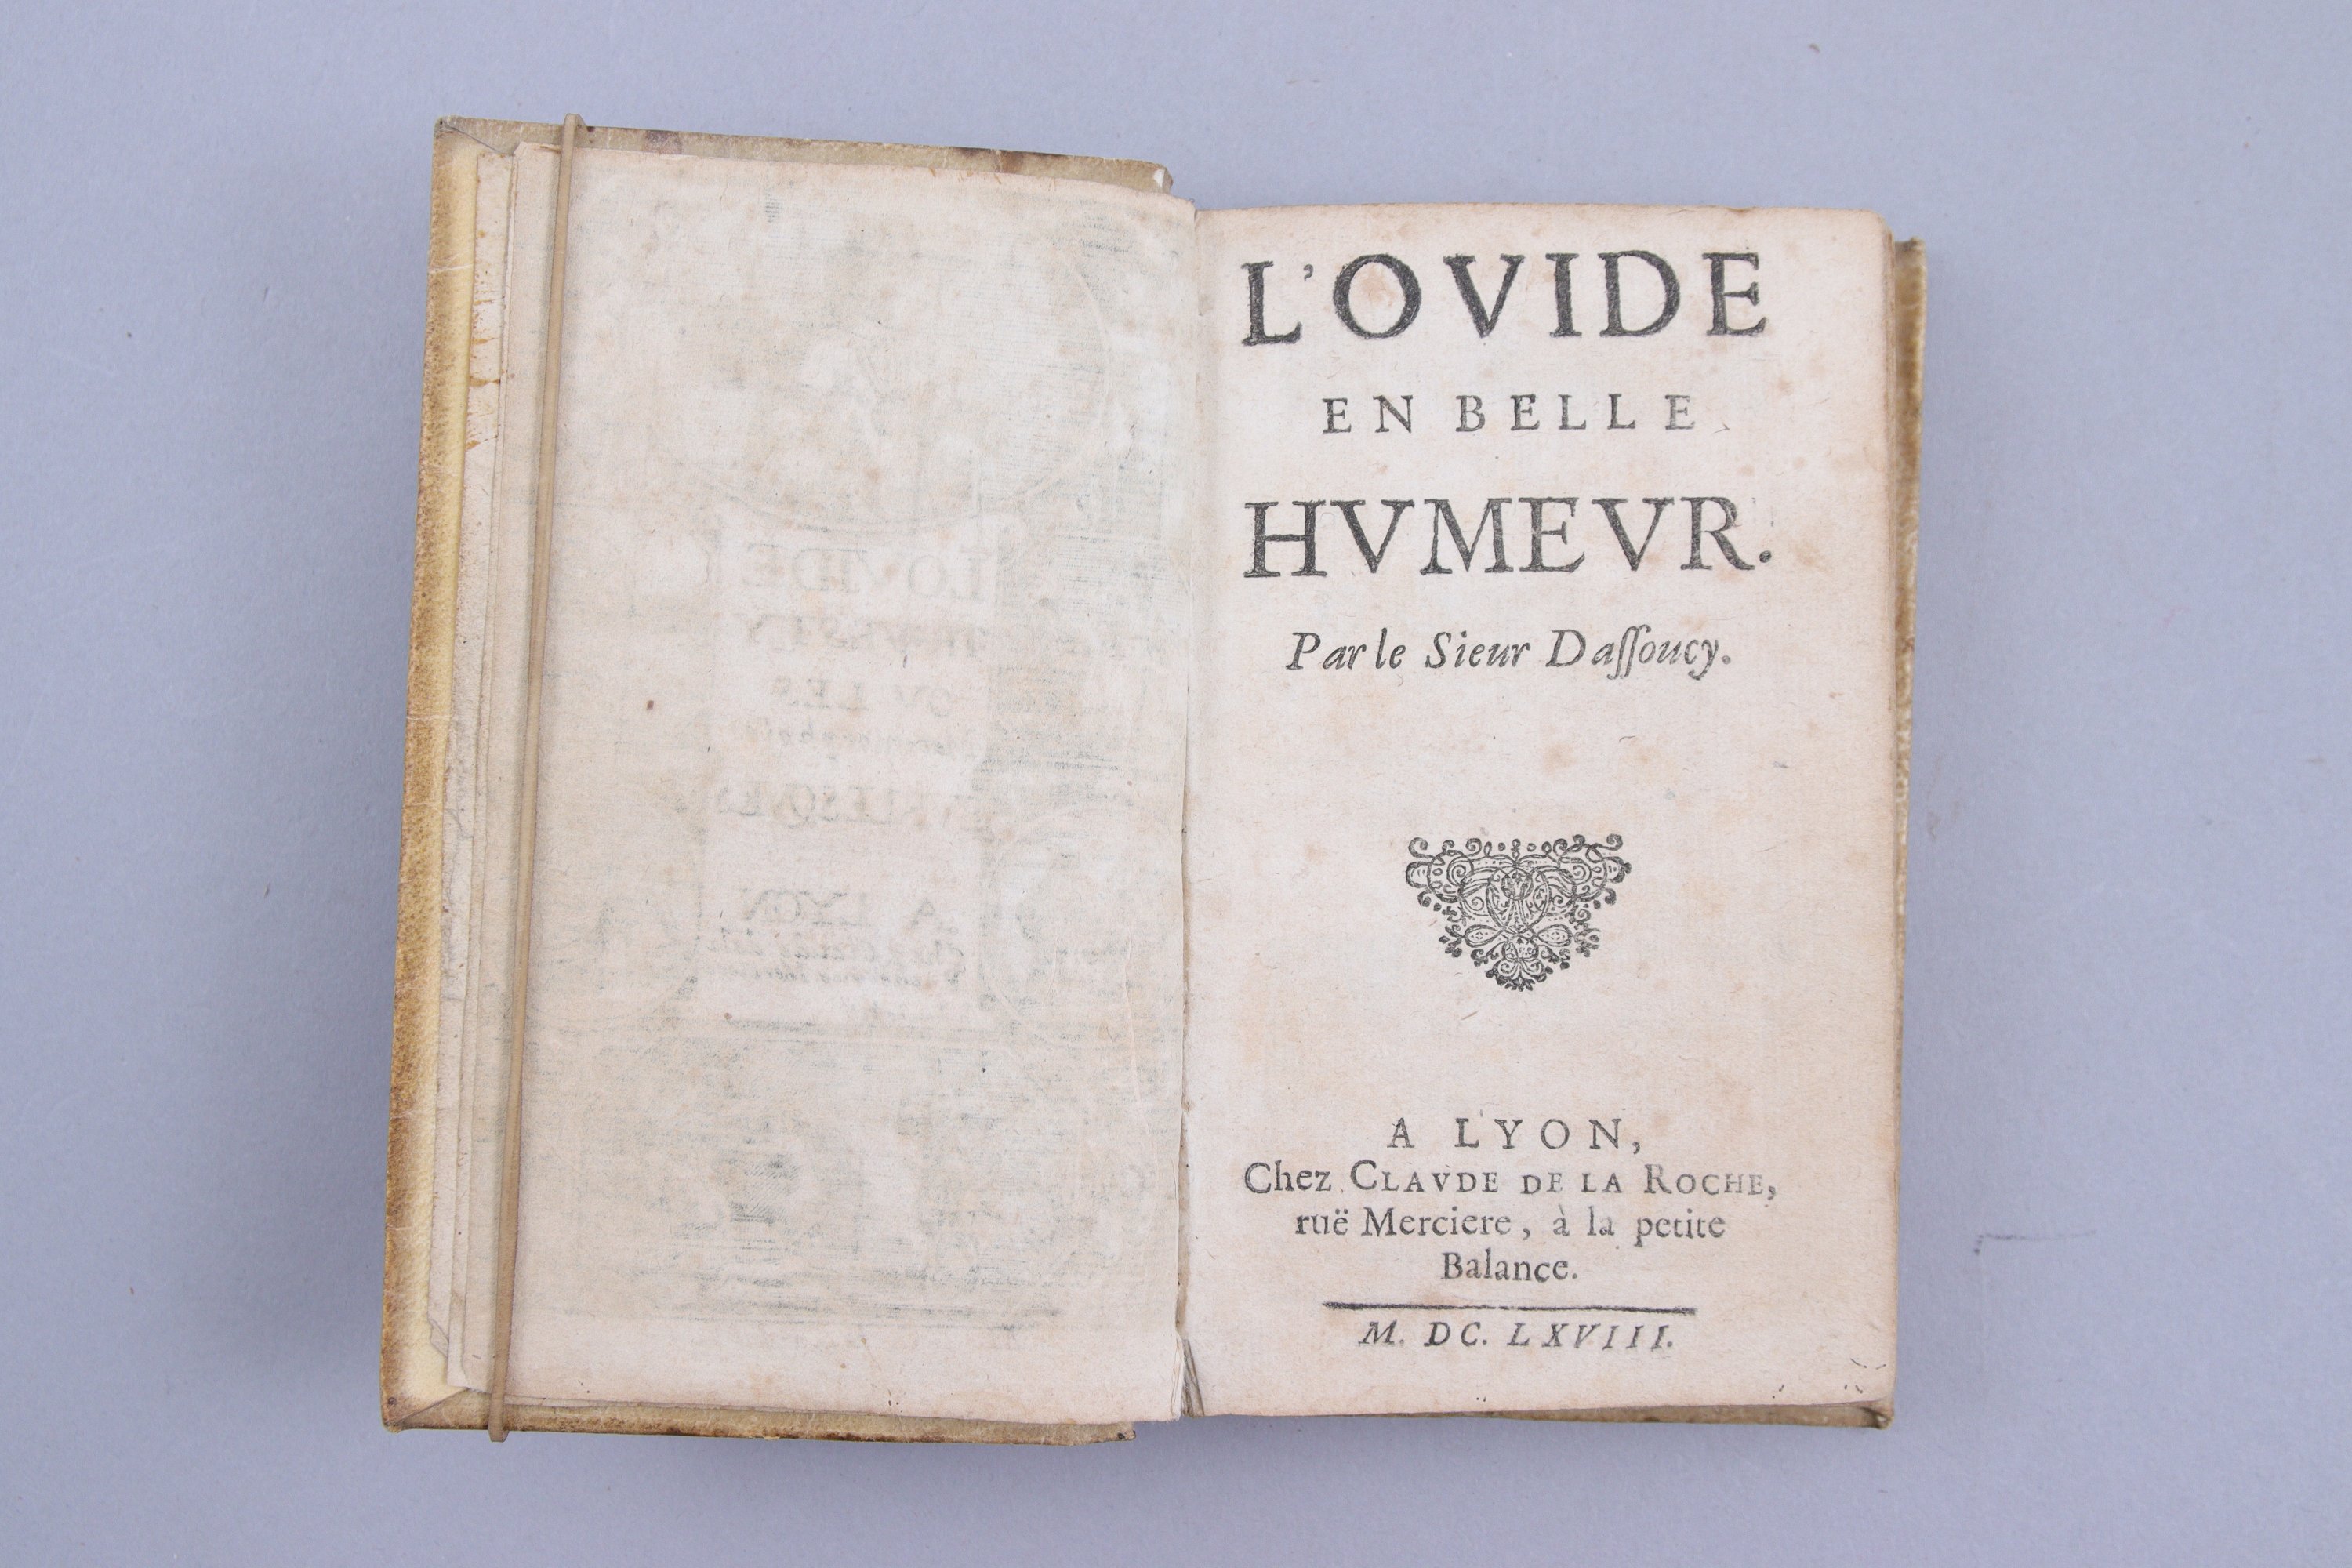 L'OVIDE
EN BELLE
HVMEVR.
Par le Sieur Daſſoucy.
A LYON,
Chez CLAVDE DE LA ROCHE,
ruë Merciere, à la petite
Balance.
M. DC. LXVIII.